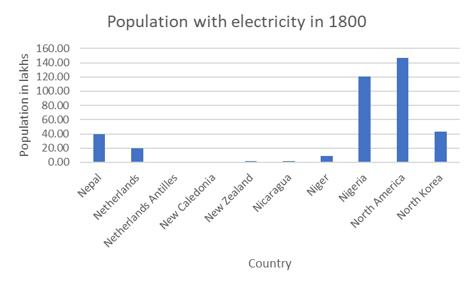 Population with electricity in 1800
Population in lakhs
160.00
140.00
120.00
100.00
80.00
60.00
40.00
20.00
0.00
Nepal
Netherlands
Netherlands Antilles
New Caledonia
New Zealand
Nicaragua
Niger
Nigeria
North America
North Korea
Country